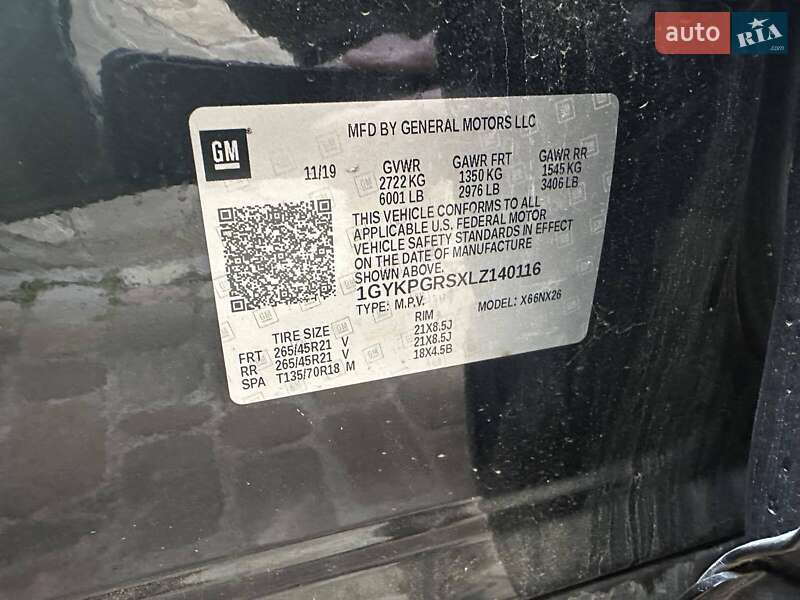 auto RIA .com
GM
MFD BY GENERAL MOTORS LLC
11/19 GVWR GAWR FRT GAWR RR
2722 KG 1350 KG 1545 KG
6001 LB 2976 LB 3406 LB
THIS VEHICLE CONFORMS TO ALL
APPLICABLE U.S. FEDERAL MOTOR
VEHICLE SAFETY STANDARDS IN EFFECT
ON THE DATE OF MANUFACTURE
SHOWN ABOVE.
1GYKPGRSXLZ140116
TYPE: M.P.V. MODEL: X66NX26
TIRE SIZE RIM
FRT 265/45R21 V 21X8.5J
RR 265/45R21 V 21X8.5J
SPA T135/70R18 M 18X4.5B